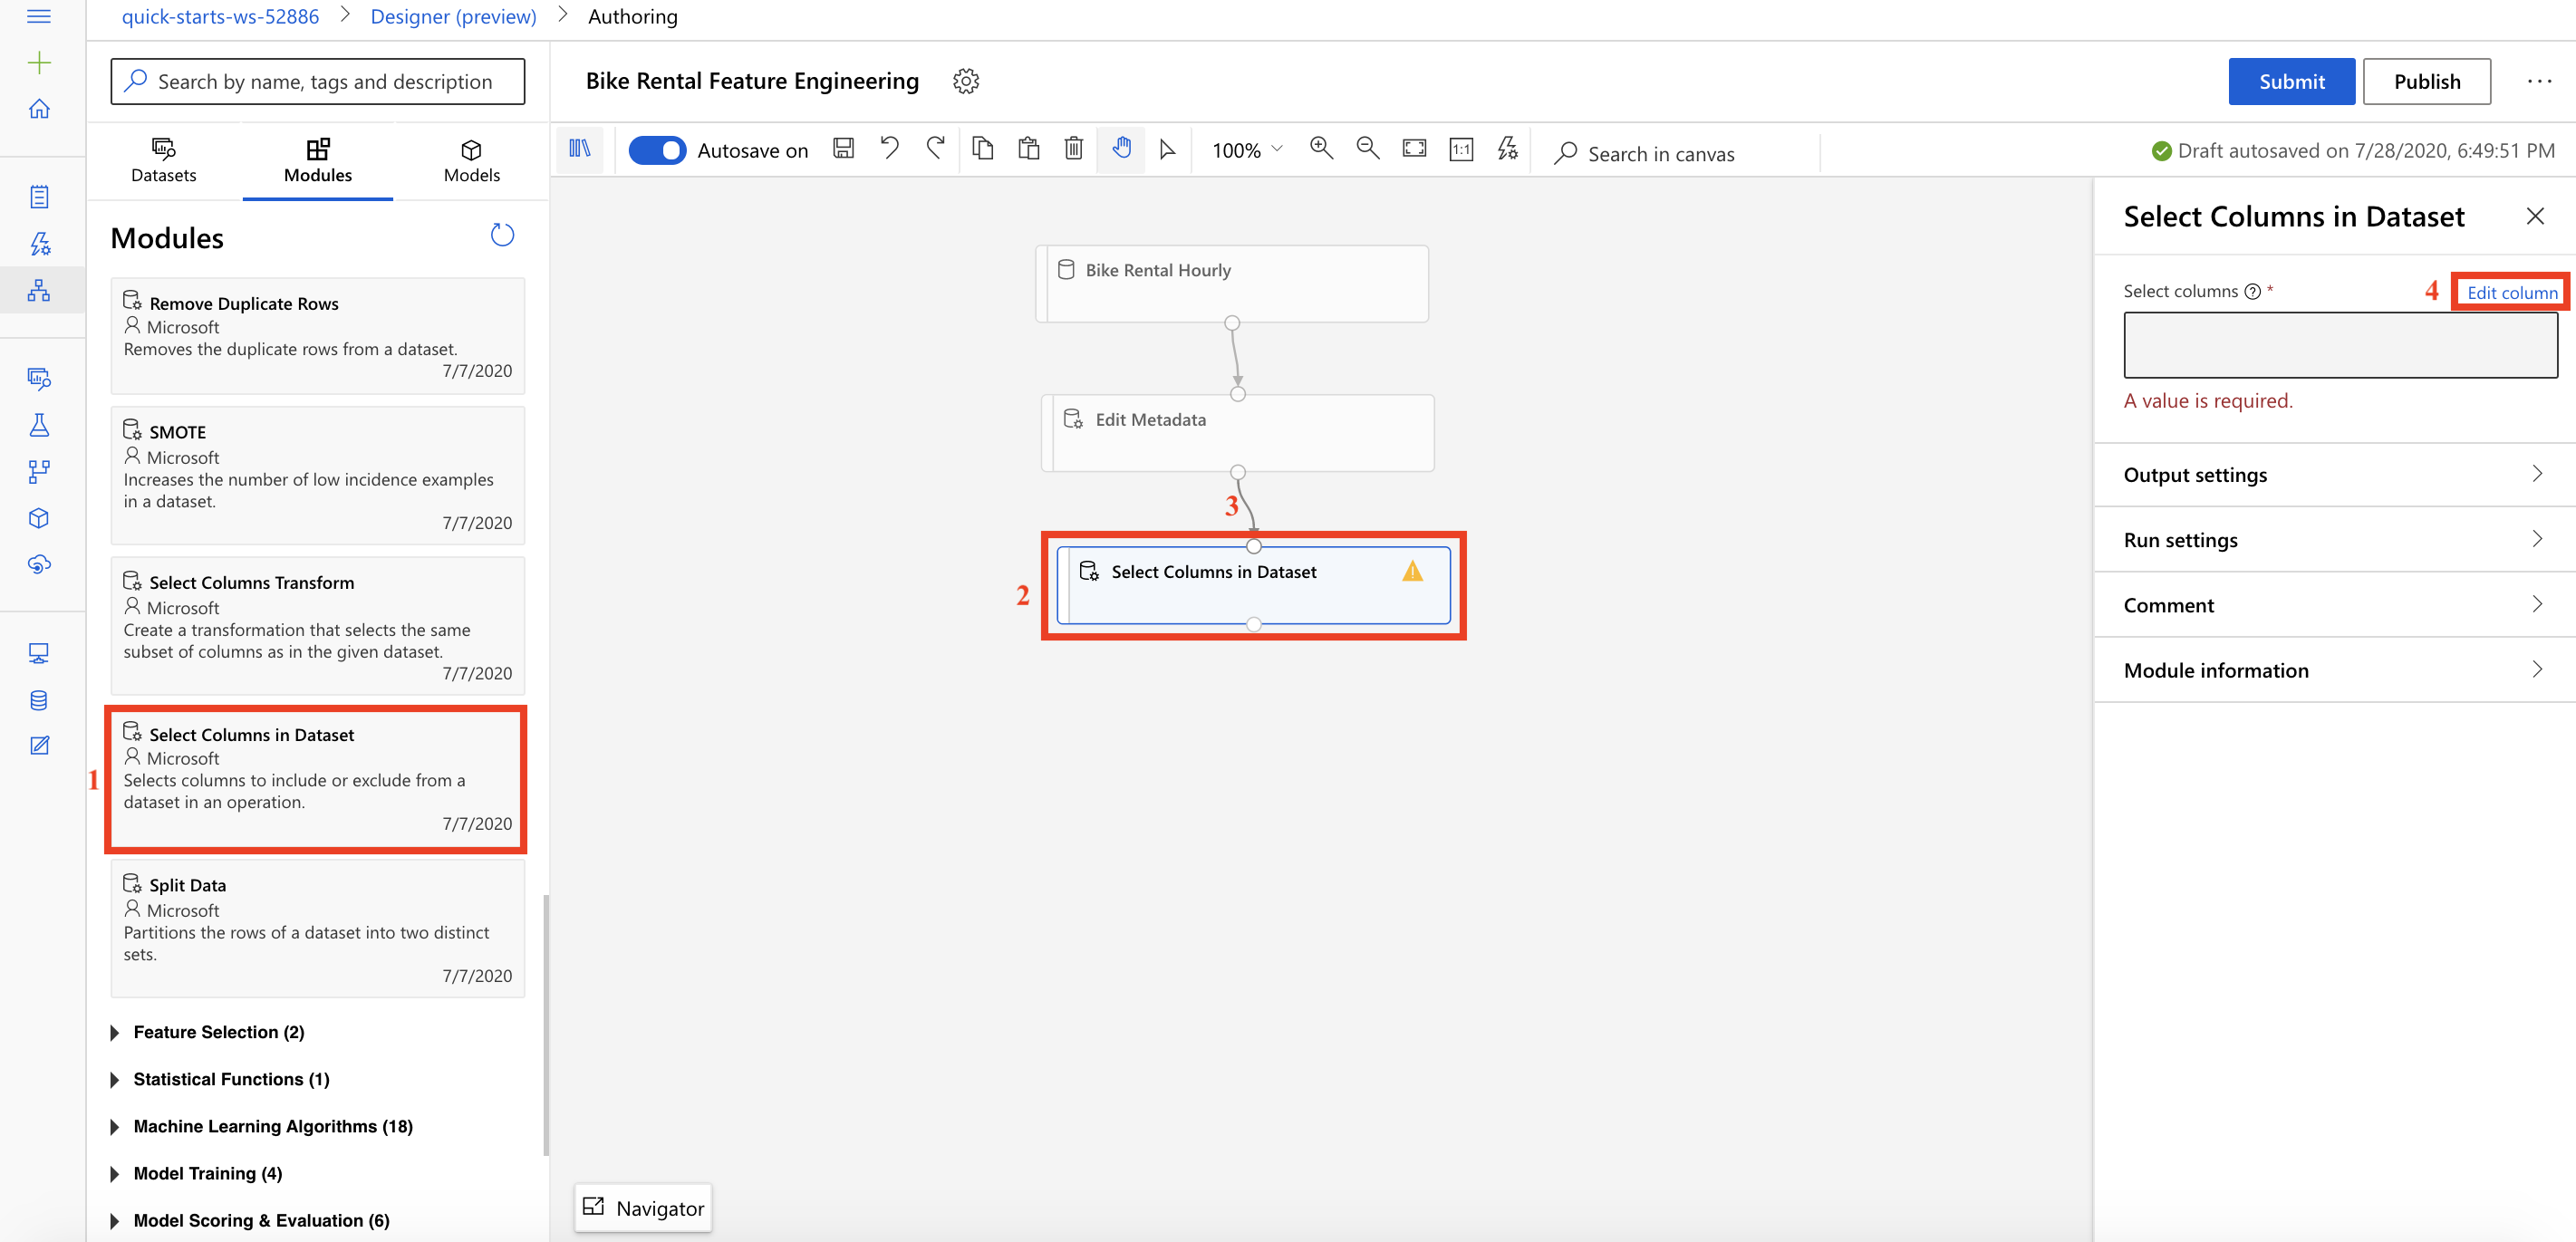 quick-starts-ws-52886 > Designer (preview) > Authoring
Search by name, tags and description
Bike Rental Feature Engineering
Submit
Publish
Datasets
Modules
Models
Autosave on
100%
1:1
Search in canvas
Draft autosaved on 7/28/2020, 6:49:51 PM
Modules
Remove Duplicate Rows
Microsoft
Removes the duplicate rows from a dataset.
7/7/2020
SMOTE
Microsoft
Increases the number of low incidence examples
in a dataset.
7/7/2020
Select Columns Transform
Microsoft
Create a transformation that selects the same
subset of columns as in the given dataset.
7/7/2020
1
Select Columns in Dataset
Microsoft
Selects columns to include or exclude from a
dataset in an operation.
7/7/2020
Split Data
Microsoft
Partitions the rows of a dataset into two distinct
sets.
7/7/2020
Feature Selection (2)
Statistical Functions (1)
Machine Learning Algorithms (18)
Model Training (4)
Model Scoring & Evaluation (6)
Bike Rental Hourly
Edit Metadata
3
2
Select Columns in Dataset
Navigator
Select Columns in Dataset
Select columns ? *
4
Edit column
A value is required.
Output settings
Run settings
Comment
Module information